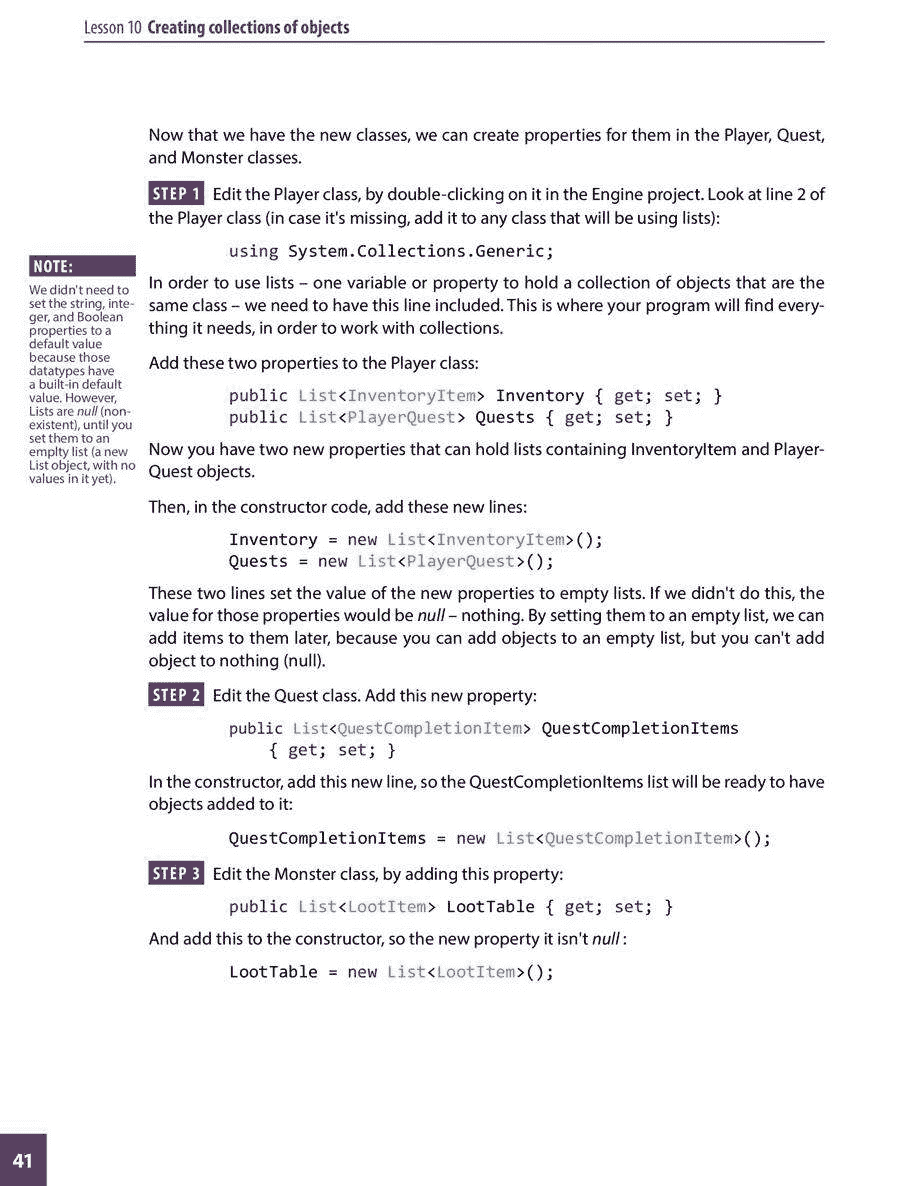 Lesson 10 Creating collections of objects
Now that we have the new classes, we can create properties for them in the Player, Quest,
and Monster classes.
STEP 1 Edit the Player class, by double-clicking on it in the Engine project. Look at line 2 of
the Player class (in case it's missing, add it to any class that will be using lists):
using System.Collections.Generic;
NOTE:
We didn't need to
set the string, inte-
ger, and Boolean
properties to a
default value
because those
datatypes have
a built-in default
value. However,
Lists are null (non-
existent), until you
set them to an
emplty list (a new
List object, with no
values in it yet).
In order to use lists – one variable or property to hold a collection of objects that are the
same class – we need to have this line included. This is where your program will find every-
thing it needs, in order to work with collections.
Add these two properties to the Player class:
public List<InventoryItem> Inventory { get; set; }
public List<PlayerQuest> Quests { get; set; }
Now you have two new properties that can hold lists containing InventoryItem and Player-
Quest objects.
Then, in the constructor code, add these new lines:
Inventory = new List<InventoryItem>();
Quests = new List<PlayerQuest>();
These two lines set the value of the new properties to empty lists. If we didn't do this, the
value for those properties would be null – nothing. By setting them to an empty list, we can
add items to them later, because you can add objects to an empty list, but you can't add
object to nothing (null).
STEP 2 Edit the Quest class. Add this new property:
public List<QuestCompletionItem> QuestCompletionItems
{ get; set; }
In the constructor, add this new line, so the QuestCompletionItems list will be ready to have
objects added to it:
QuestCompletionItems = new List<QuestCompletionItem>();
STEP 3 Edit the Monster class, by adding this property:
public List<LootItem> LootTable { get; set; }
And add this to the constructor, so the new property it isn't null :
LootTable = new List<LootItem>();
41